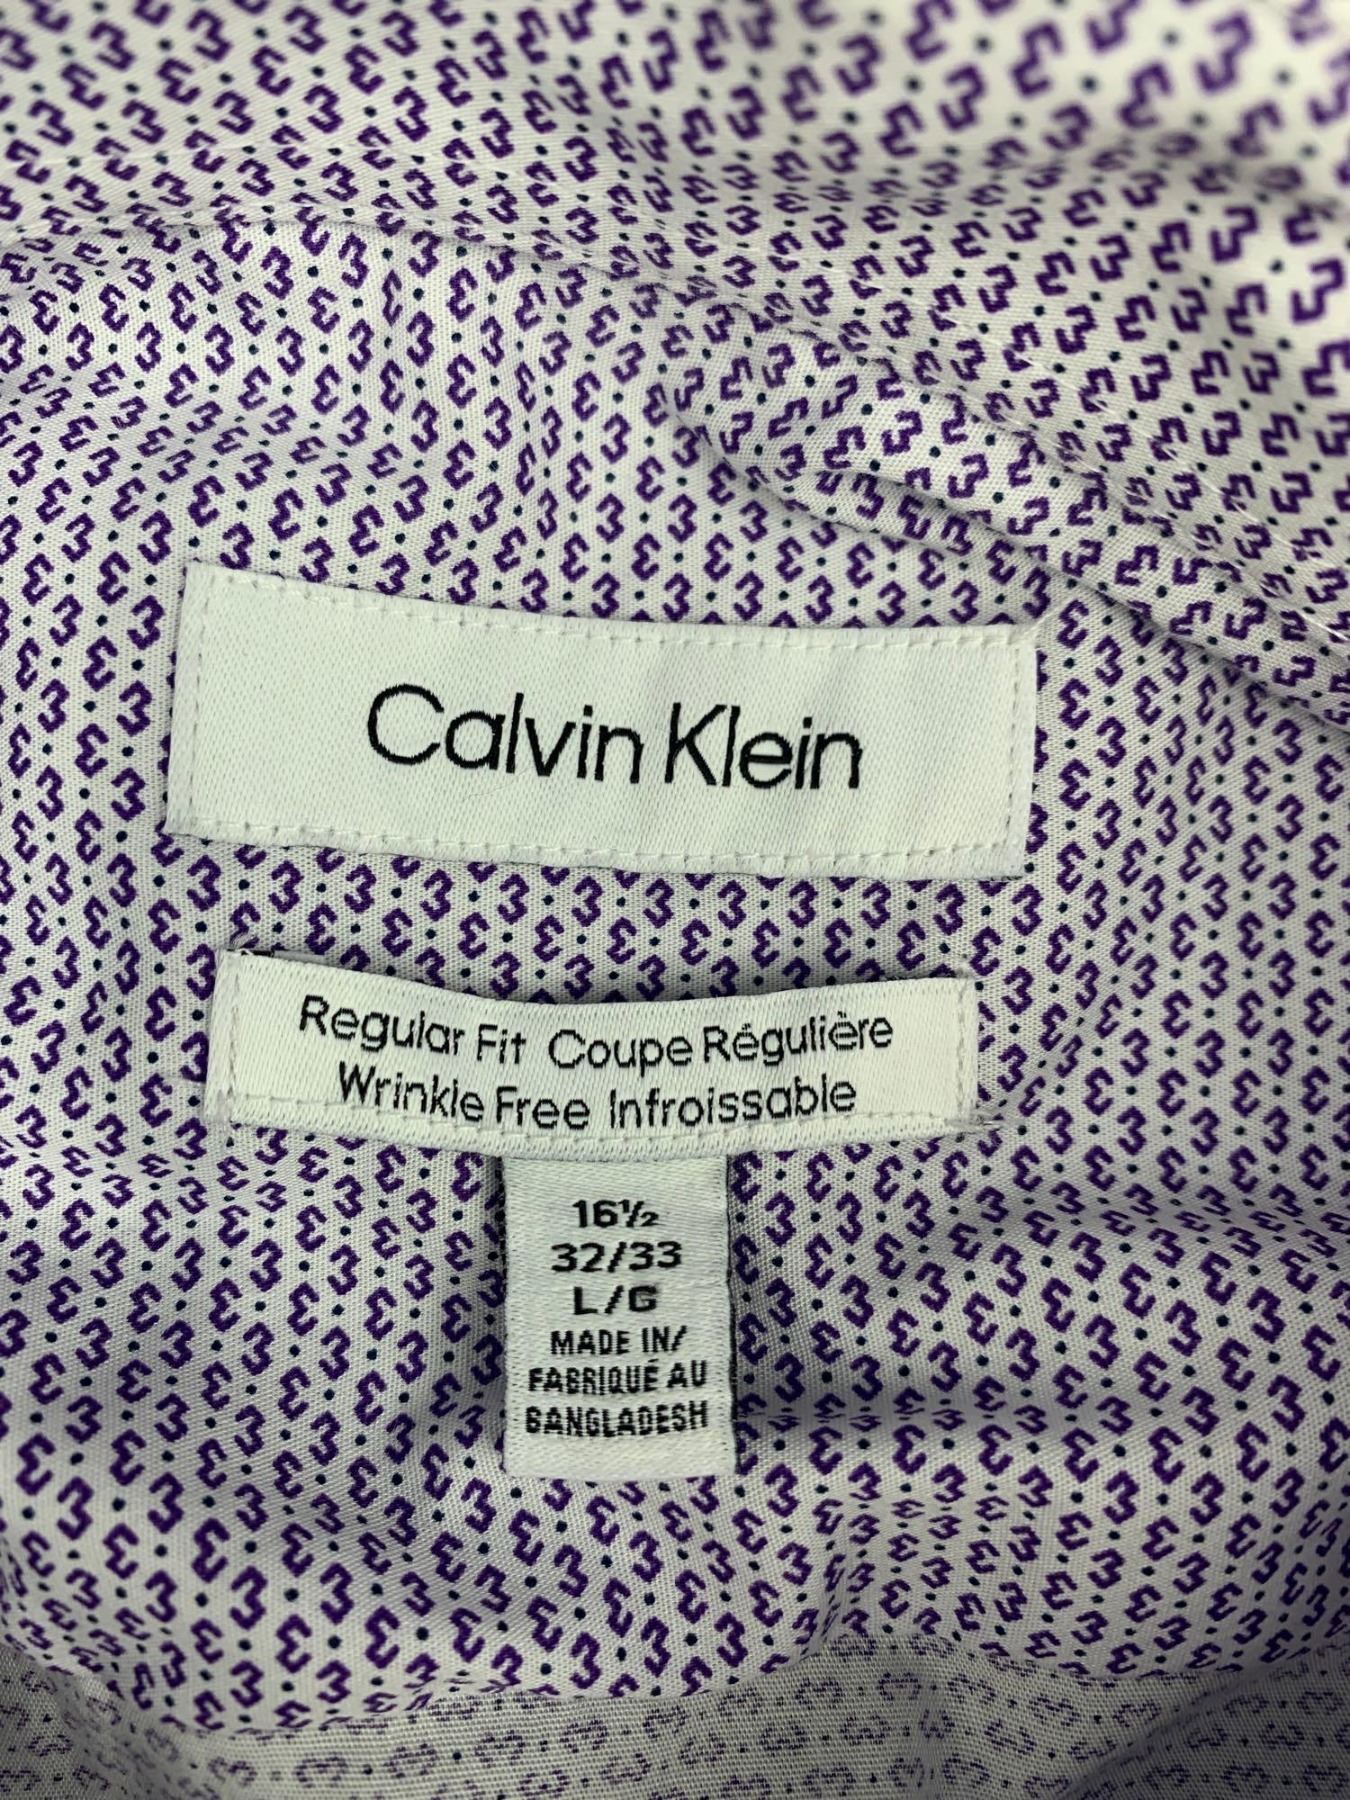 Calvin Klein
Regular Fit Coupe Régulière
Wrinkle Free Infroissable
16½
32/33
L/G
MADE IN/
FABRIQUÉ AU
BANGLADESH